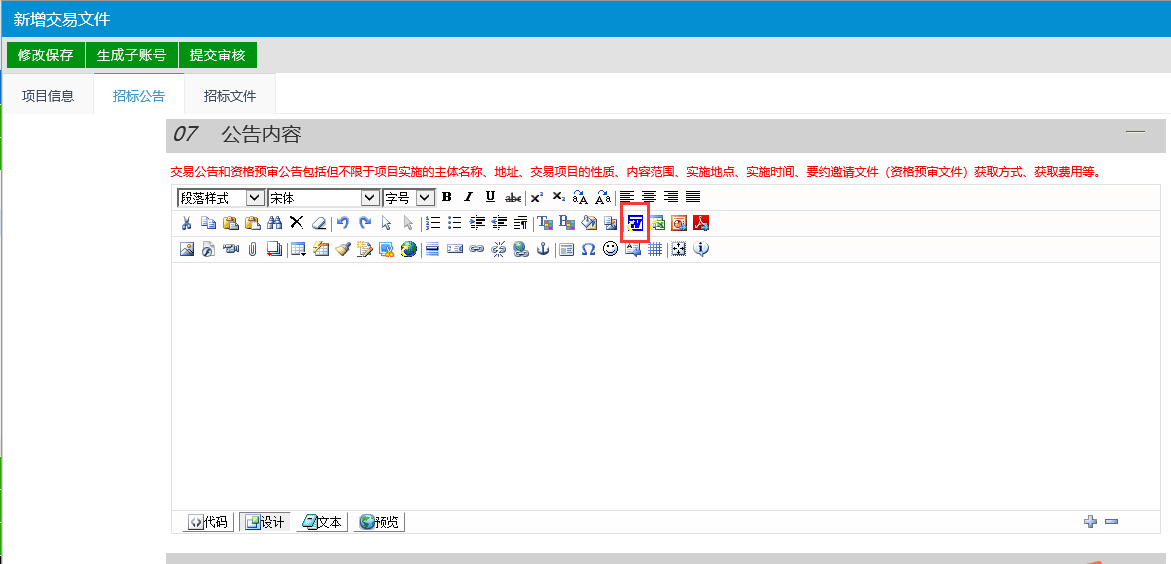 新增交易文件
修改保存 生成子账号 提交审核
项目信息 招标公告 招标文件
07 公告内容
交易公告和资格预审公告包括但不限于项目实施的主体名称、地址、交易项目的性质、内容范围、实施地点、实施时间、要约邀请文件（资格预审文件）获取方式、获取费用等。
段落样式 宋体 字号 B I U abc x² x₂ aA Aa
代码 设计 文本 预览